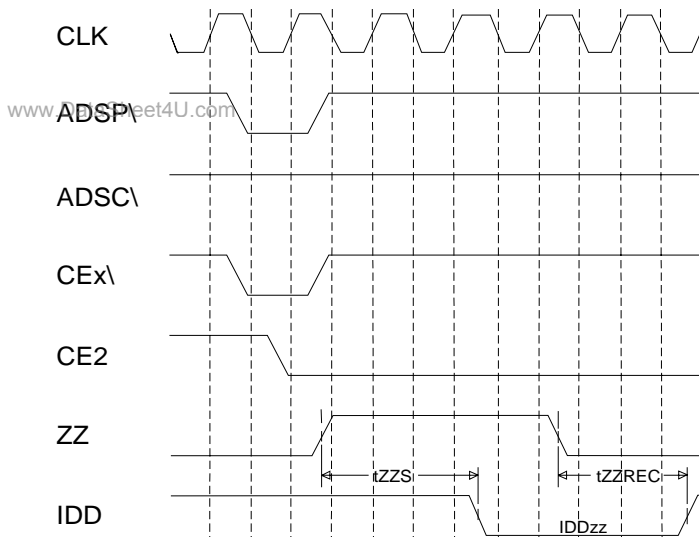 CLK
www.DataSheet4U.com
ADSP\
ADSC\
CEx\
CE2
ZZ
tZZS
tZZREC
IDD
IDDzz